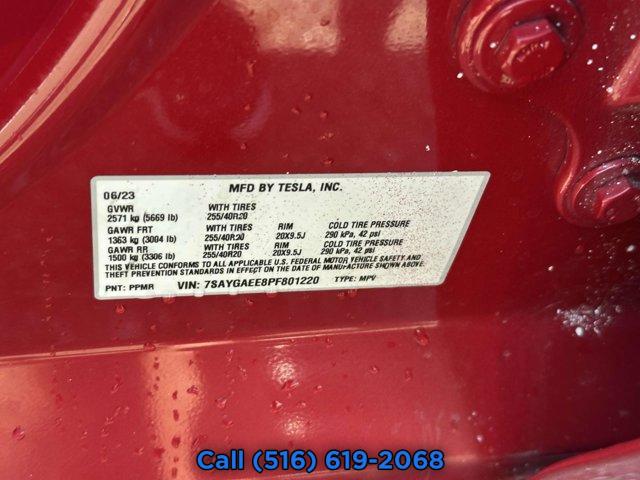 06/23 MFD BY TESLA, INC.
GVWR WITH TIRES
2571 kg (5669 lb) 255/40R20
GAWR FRT WITH TIRES RIM COLD TIRE PRESSURE
1363 kg (3004 lb) 255/40R20 20X9.5J 290 kPa, 42 psi
GAWR RR WITH TIRES RIM COLD TIRE PRESSURE
1500 kg (3306 lb) 255/40R20 20X9.5J 290 kPa, 42 psi
THIS VEHICLE CONFORMS TO ALL APPLICABLE U.S. FEDERAL MOTOR VEHICLE SAFETY AND
THEFT PREVENTION STANDARDS IN EFFECT ON THE DATE OF MANUFACTURE SHOWN ABOVE.
PNT: PPMR VIN: 7SAYGAEE8PF801220 TYPE: MPV
Call (516) 619-2068